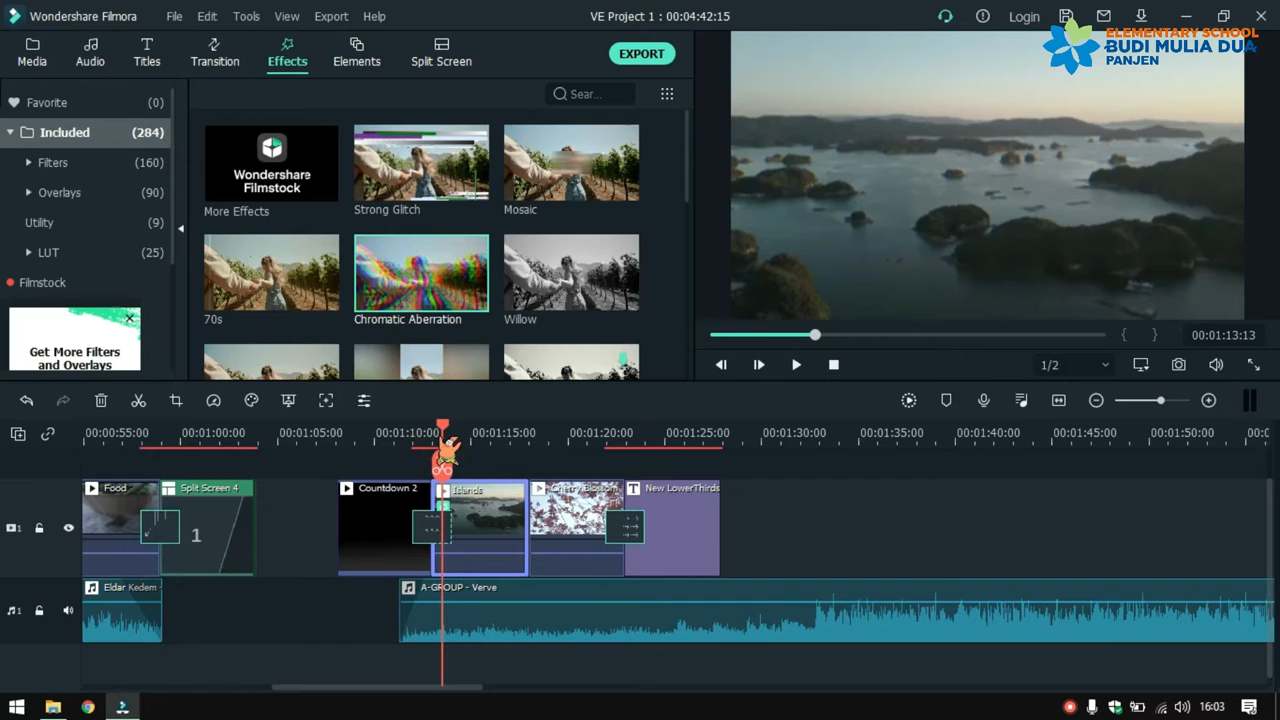 Wondershare Filmora
File
Edit
Tools
View
Export
Help
VE Project 1 : 00:04:42:15
Login
ELEMENTARY SCHOOL
BUDI MULIA DUA
PANJEN
Media
Audio
Titles
Transition
Effects
Elements
Split Screen
EXPORT
Favorite (0)
Included (284)
Filters (160)
Overlays (90)
Utility (9)
LUT (25)
Filmstock
Get More Filters
and Overlays
Sear...
Wondershare
Filmstock
More Effects
Strong Glitch
Mosaic
70s
Chromatic Aberration
Willow
00:01:13:13
1/2
00:00:55:00
00:01:00:00
00:01:05:00
00:01:10:00
00:01:15:00
00:01:20:00
00:01:25:00
00:01:30:00
00:01:35:00
00:01:40:00
00:01:45:00
00:01:50:00
1
Food
Split Screen 4
1
Countdown 2
Islands
Cherry Blossom
New LowerThirds
1
Eldar Kedem -
A-GROUP - Verve
16:03